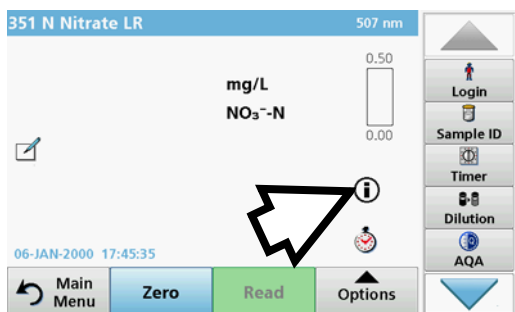 351 N Nitrate LR
507 nm
0.50
mg/L
NO₃⁻-N
0.00
i
06-JAN-2000 17:45:35
Main
Menu
Zero
Read
Options
Login
Sample ID
Timer
Dilution
AQA